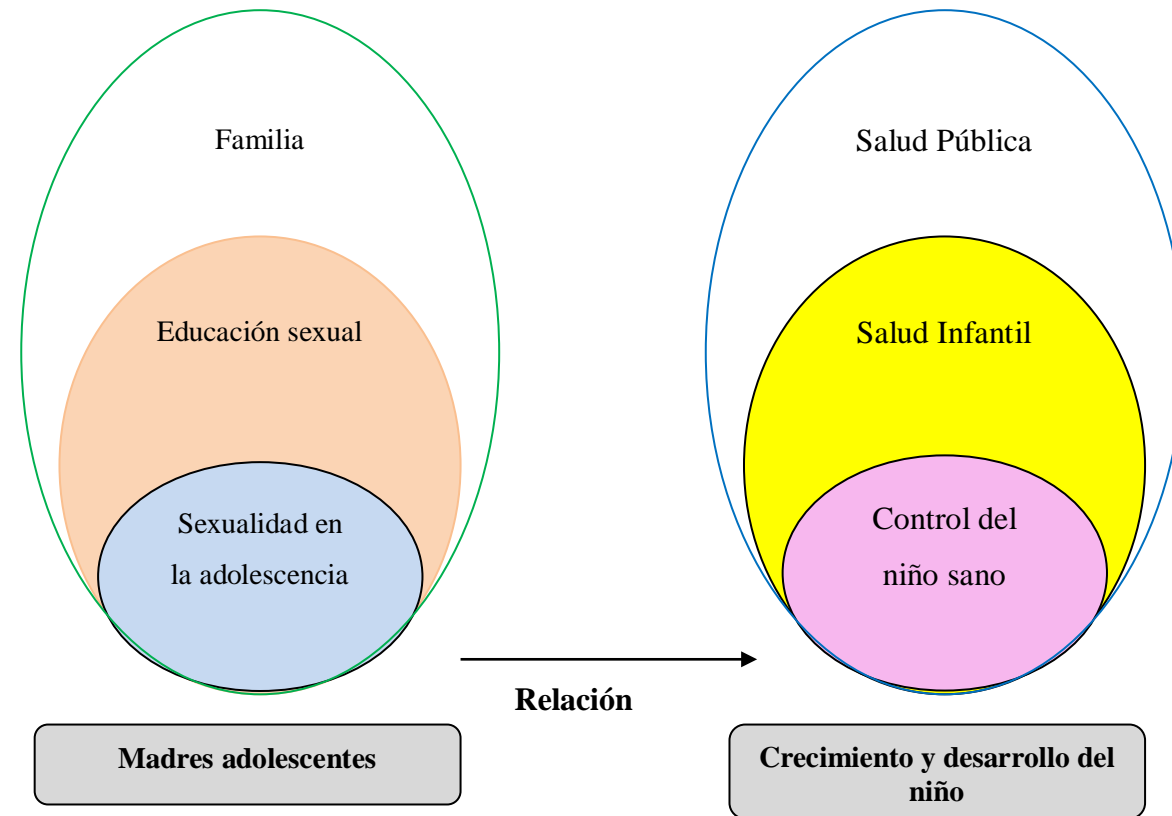 Familia
Educación sexual
Sexualidad en
la adolescencia
Salud Pública
Salud Infantil
Control del
niño sano
Relación
Madres adolescentes
Crecimiento y desarrollo del
niño